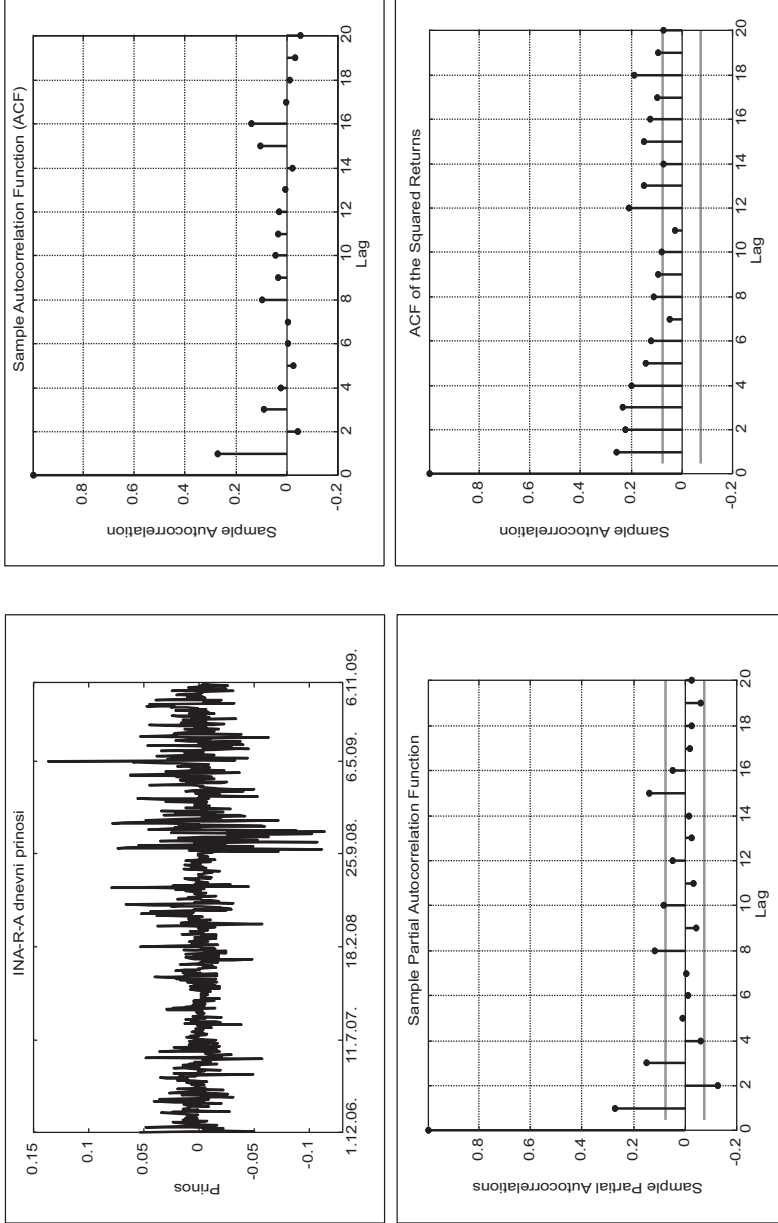 INA-R-A dnevni prinosi
Prinos
0.15
0.1
0.05
0
-0.05
-0.1
1.12.06.
11.7.07.
18.2.08
25.9.08.
6.5.09.
6.11.09.
Sample Autocorrelation Function (ACF)
Sample Autocorrelation
0.8
0.6
0.4
0.2
0
-0.2
0 2 4 6 8 10 12 14 16 18 20
Lag
Sample Partial Autocorrelation Function
Sample Partial Autocorrelations
0.8
0.6
0.4
0.2
0
-0.2
0 2 4 6 8 10 12 14 16 18 20
Lag
ACF of the Squared Returns
Sample Autocorrelation
0.8
0.6
0.4
0.2
0
-0.2
0 2 4 6 8 10 12 14 16 18 20
Lag